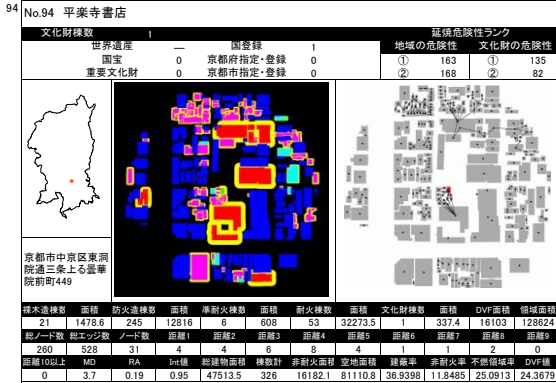 94
No.94 平楽寺書店
文化財棟数 1
延焼危険性ランク
世界遺産 — 国登録 1
地域の危険性 文化財の危険性
国宝 0 京都府指定・登録 0
① 163 ① 135
重要文化財 0 京都市指定・登録 0
② 168 ② 82
京都市中京区東洞
院通三条上る曇華
院前町449
裸木造棟数 面積 防火造棟数 面積 準耐火棟数 面積 耐火棟数 面積 文化財棟数 面積 DVF面積 領域面積
21 1478.6 245 12816 6 608 53 32273.5 1 337.4 16103 128624
総ノード数 総エッジ数 ノード数 距離1 距離2 距離3 距離4 距離5 距離6 距離7 距離8 距離9
260 528 31 4 4 6 8 4 1 1 2 0
距離10以上 MD RA Int値 総建物面積 棟数計 非耐火面積 空地面積 建蔽率 非耐火率 不燃領域率 DVF値
0 3.7 0.19 0.95 47513.5 326 16182.1 81110.8 36.9398 11.8485 25.0913 24.3679